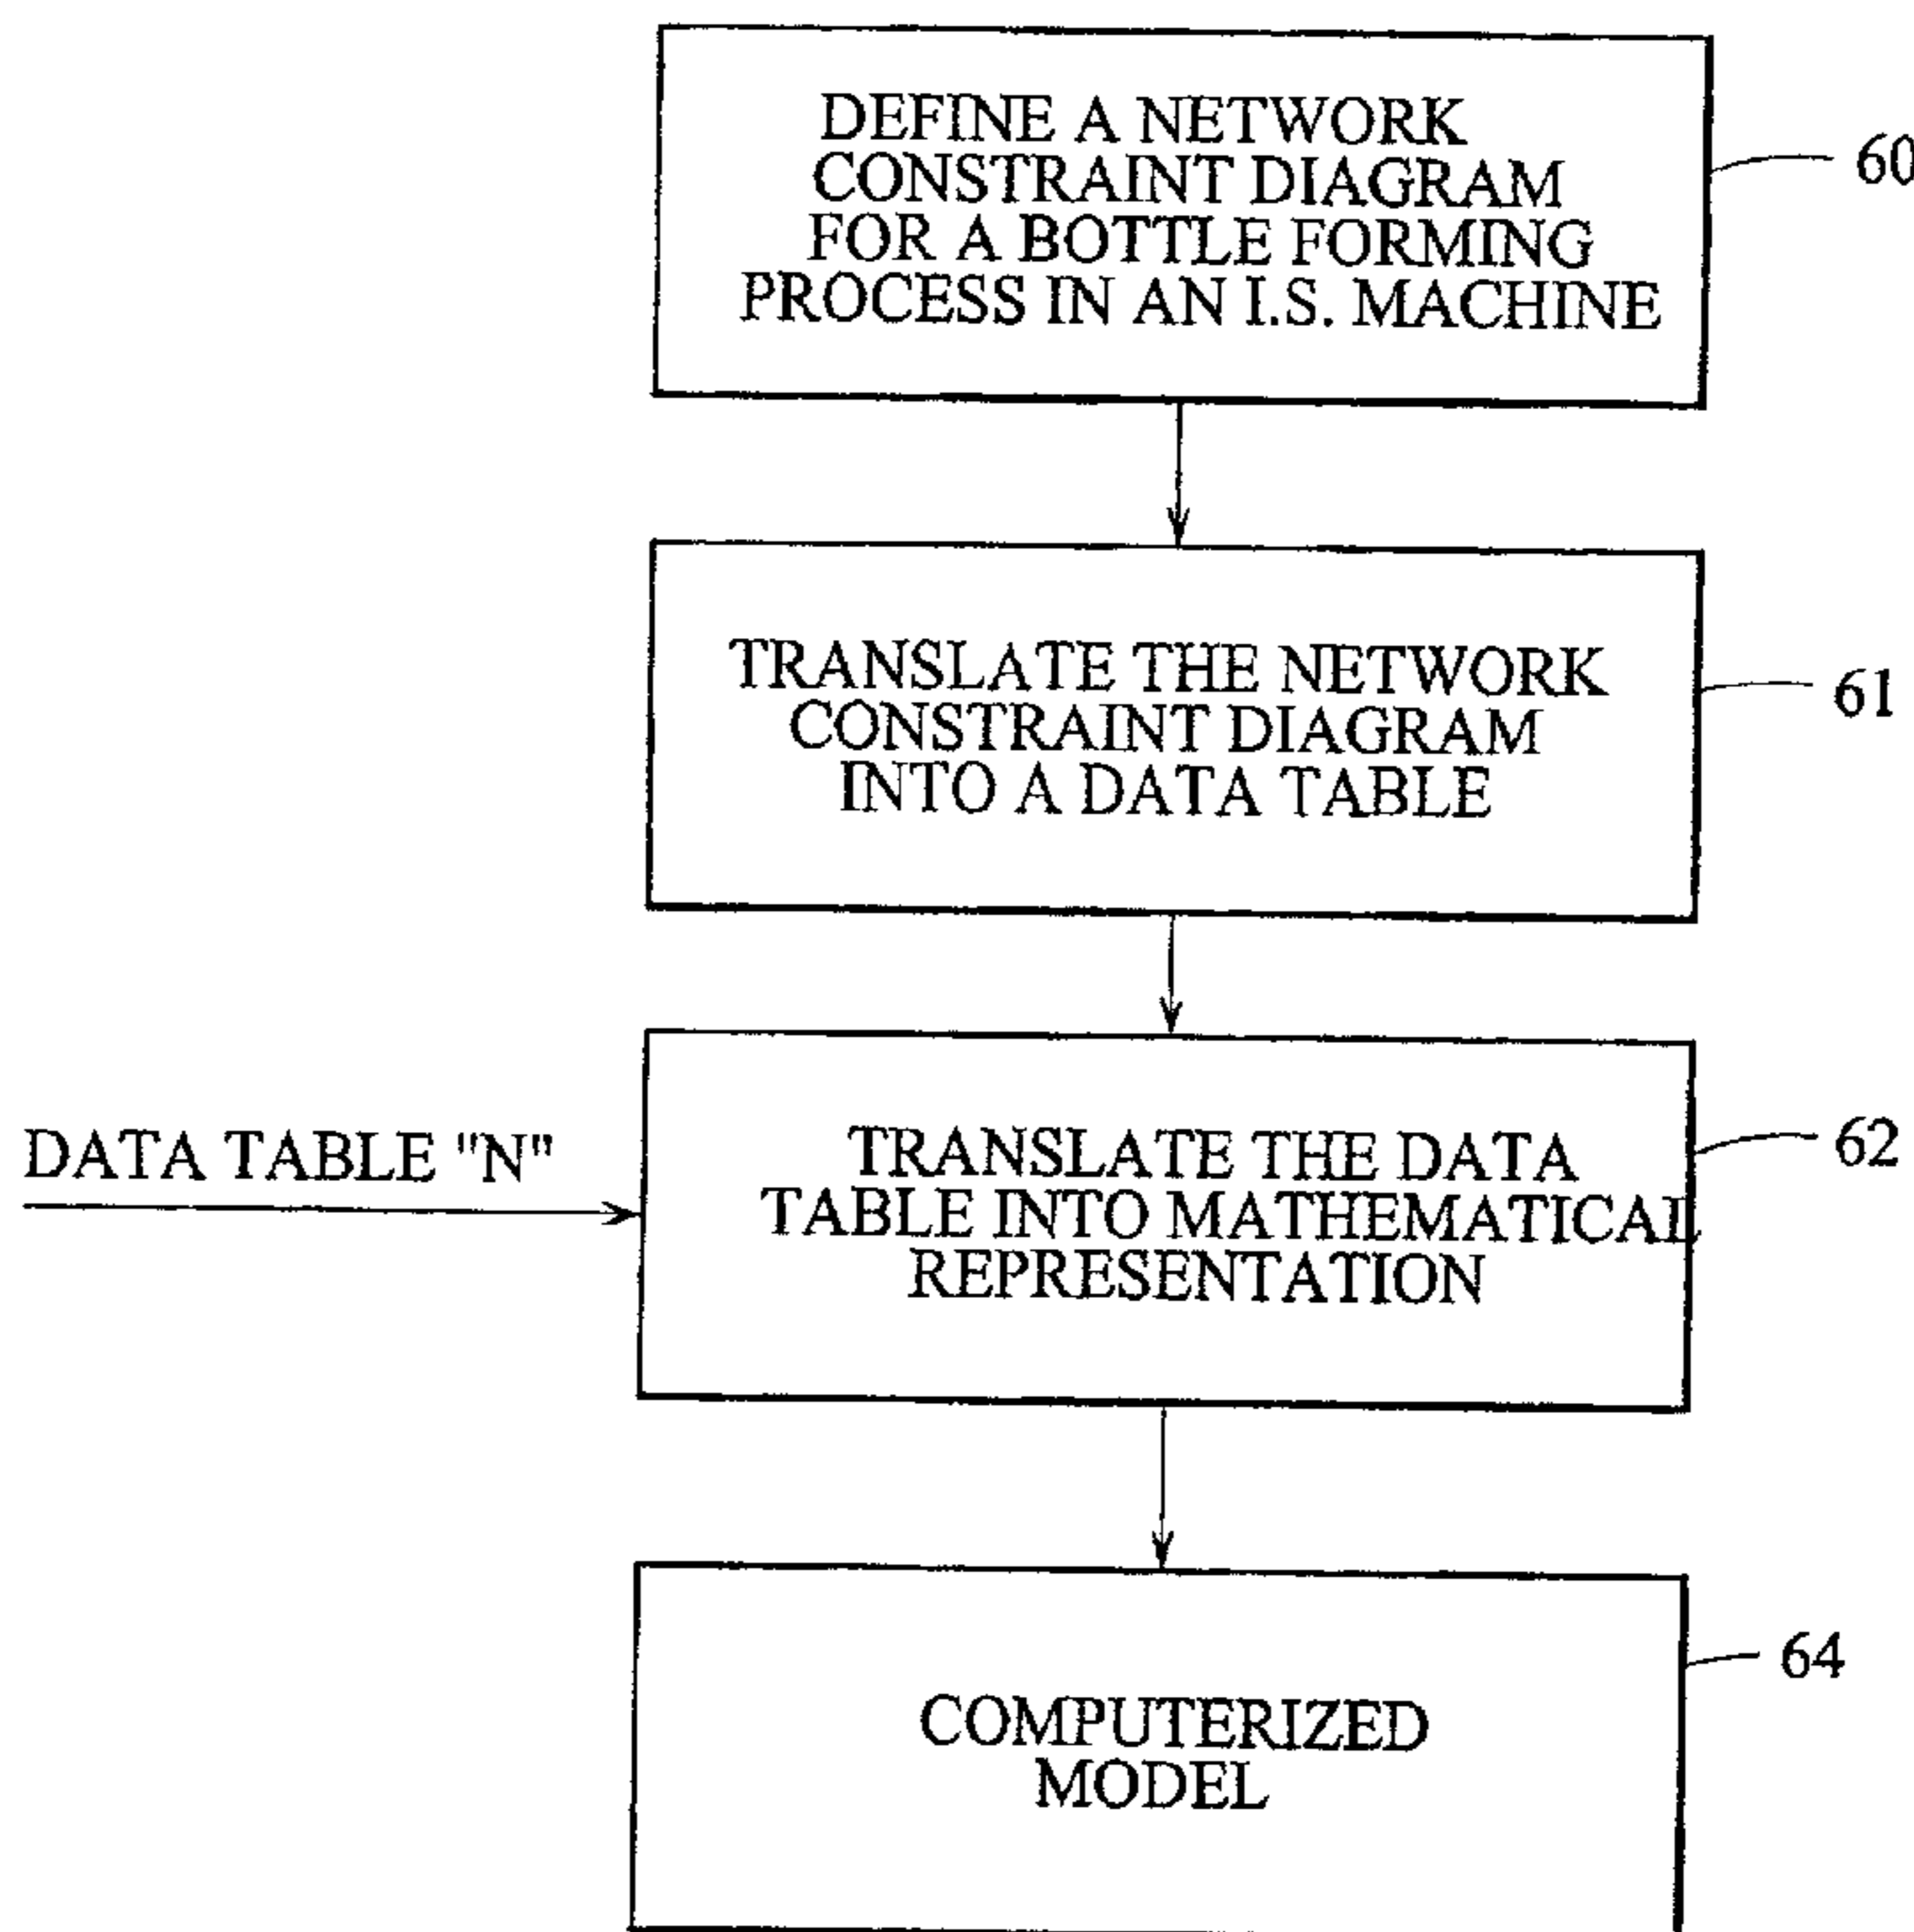 DEFINE A NETWORK
CONSTRAINT DIAGRAM
FOR A BOTTLE FORMING
PROCESS IN AN I.S. MACHINE
60
TRANSLATE THE NETWORK
CONSTRAINT DIAGRAM
INTO A DATA TABLE
61
DATA TABLE "N"
TRANSLATE THE DATA
TABLE INTO MATHEMATICAL
REPRESENTATION
62
COMPUTERIZED
MODEL
64